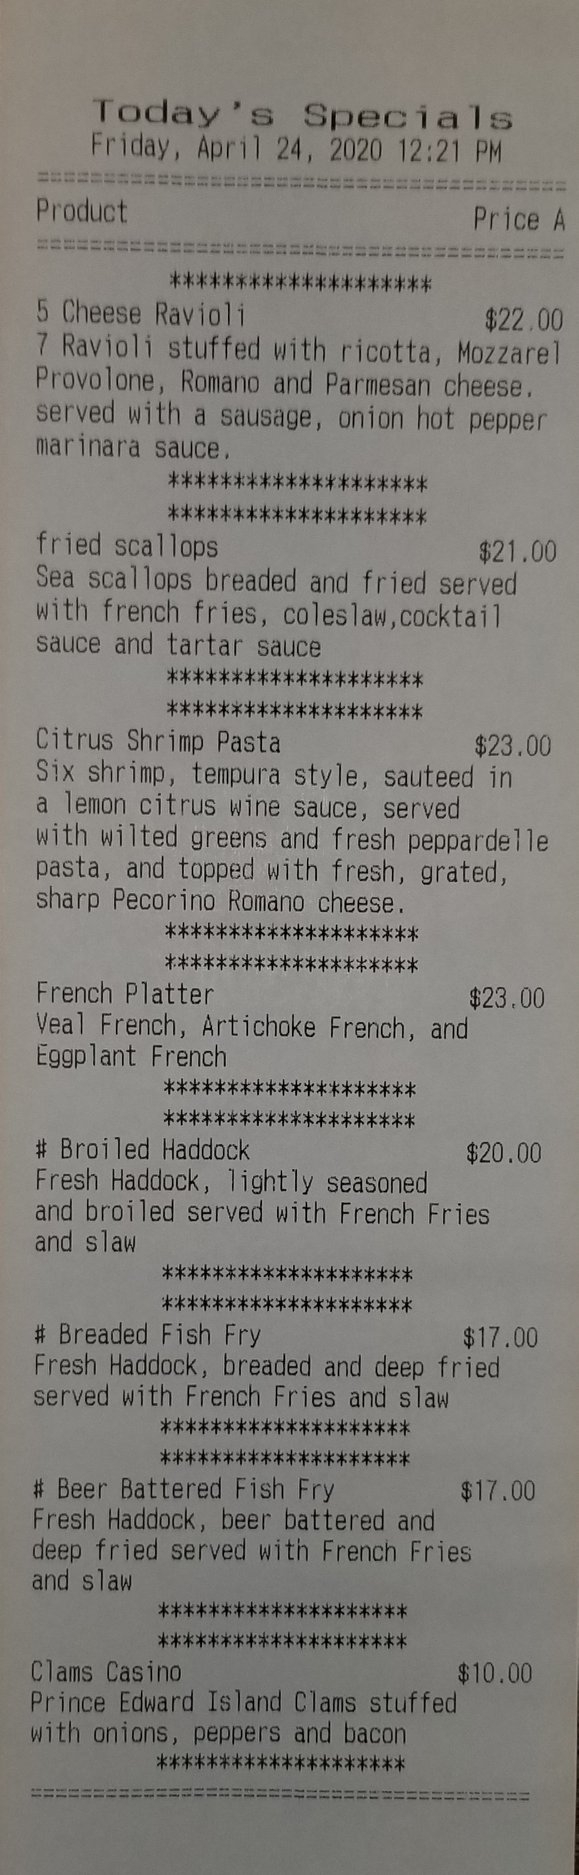 Today's Specials
Friday, April 24, 2020 12:21 PM
========================================
Product Price A
========================================
********************
5 Cheese Ravioli $22.00
7 Ravioli stuffed with ricotta, Mozzarel
Provolone, Romano and Parmesan cheese.
served with a sausage, onion hot pepper
marinara sauce.
********************
********************
fried scallops $21.00
Sea scallops breaded and fried served
with french fries, coleslaw,cocktail
sauce and tartar sauce
********************
********************
Citrus Shrimp Pasta $23.00
Six shrimp, tempura style, sauteed in
a lemon citrus wine sauce, served
with wilted greens and fresh peppardelle
pasta, and topped with fresh, grated,
sharp Pecorino Romano cheese.
********************
********************
French Platter $23.00
Veal French, Artichoke French, and
Eggplant French
********************
********************
# Broiled Haddock $20.00
Fresh Haddock, lightly seasoned
and broiled served with French Fries
and slaw
********************
********************
# Breaded Fish Fry $17.00
Fresh Haddock, breaded and deep fried
served with French Fries and slaw
********************
********************
# Beer Battered Fish Fry $17.00
Fresh Haddock, beer battered and
deep fried served with French Fries
and slaw
********************
********************
Clams Casino $10.00
Prince Edward Island Clams stuffed
with onions, peppers and bacon
********************
========================================